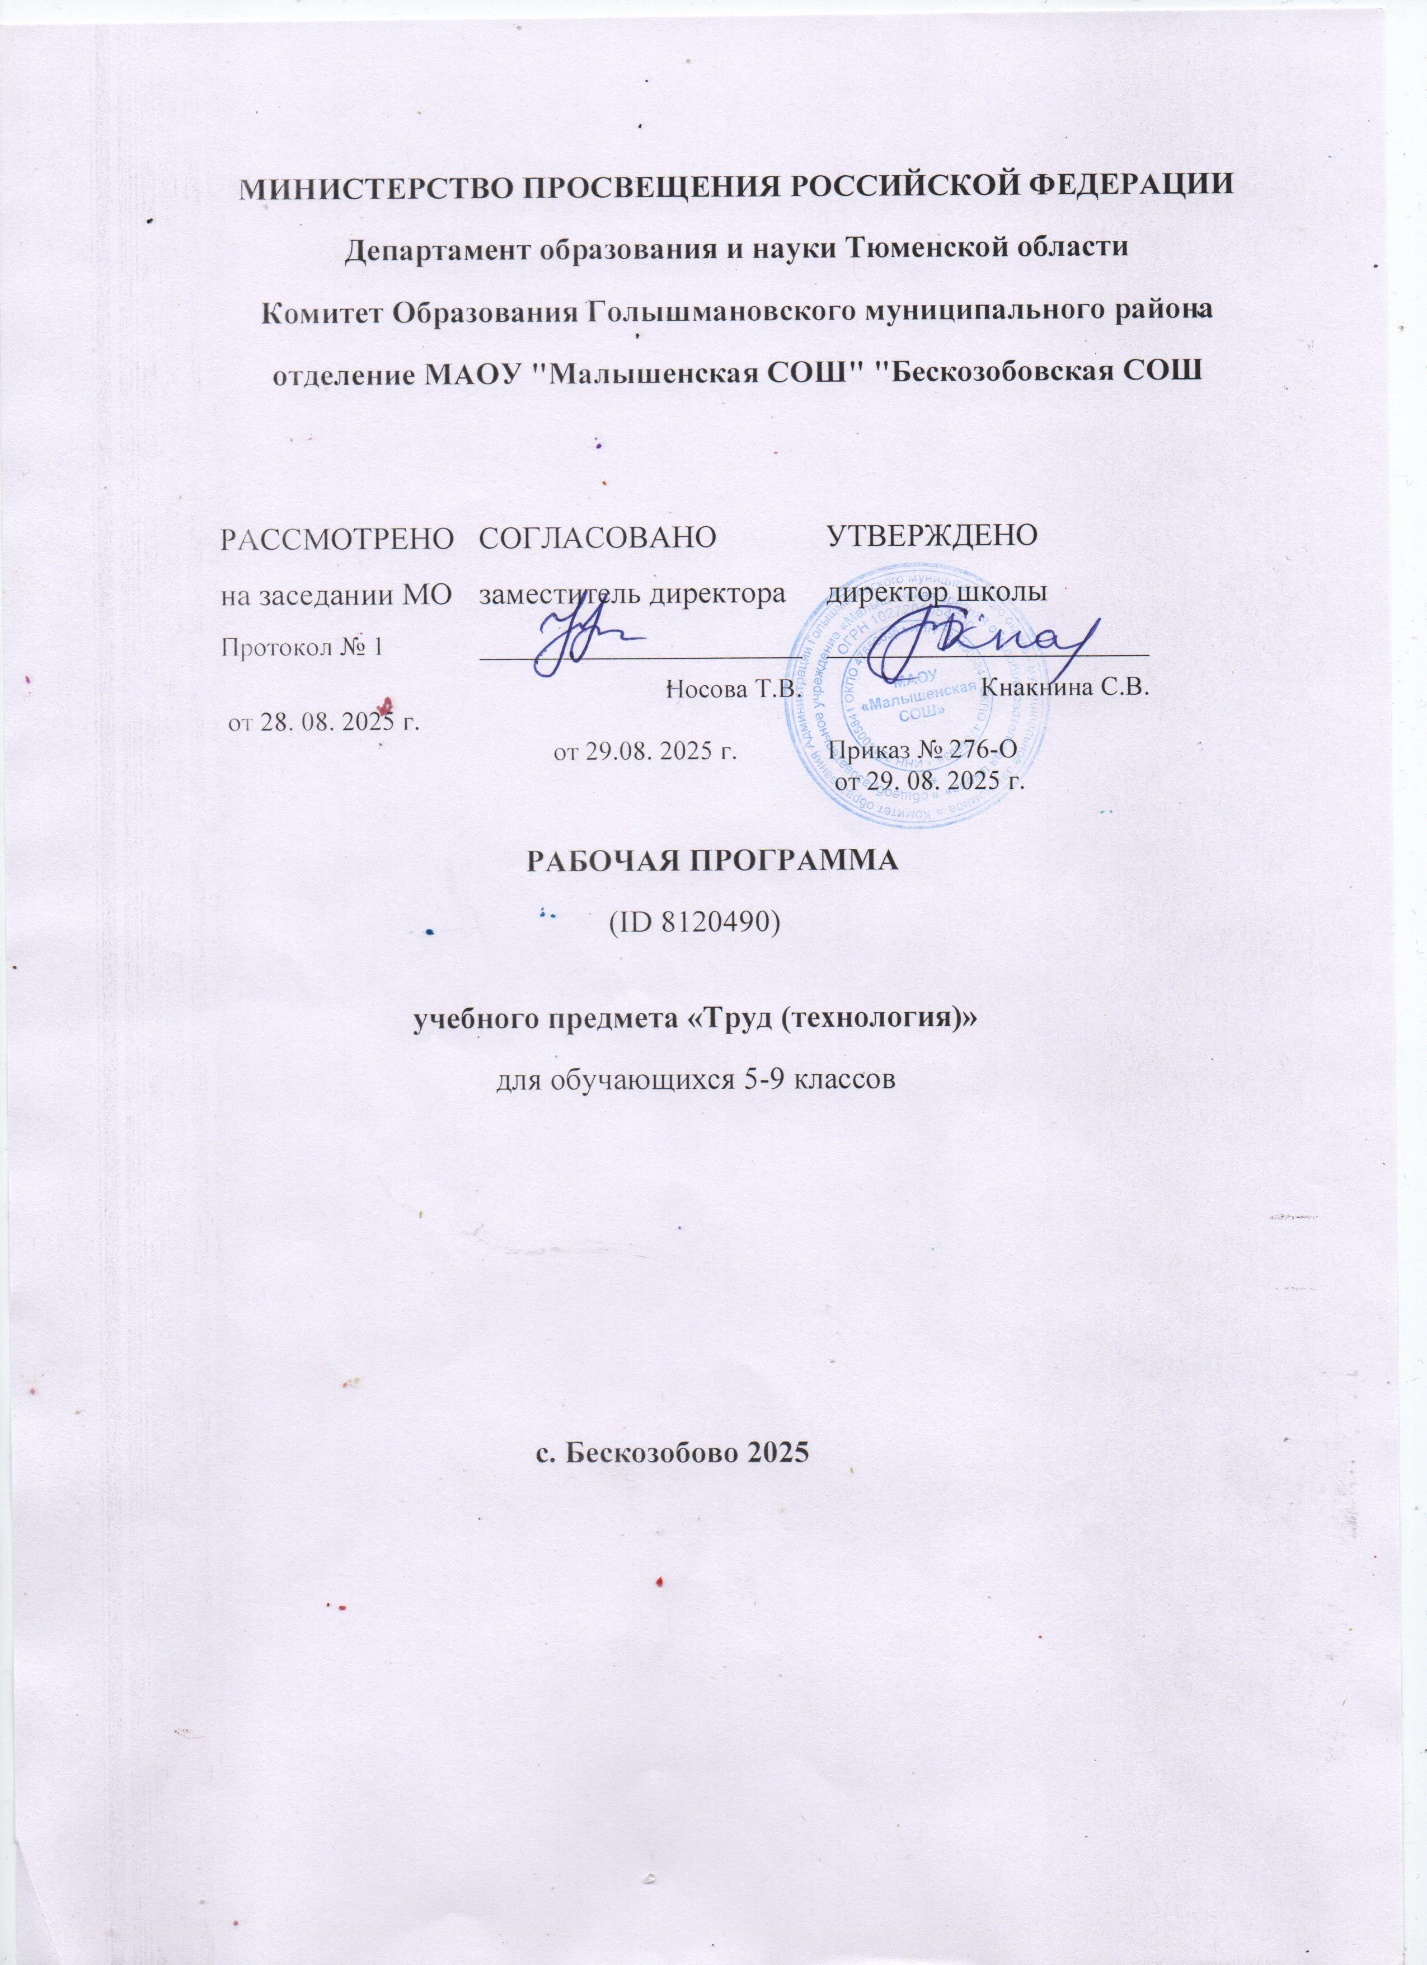 МИНИСТЕРСТВО ПРОСВЕЩЕНИЯ РОССИЙСКОЙ ФЕДЕРАЦИИ
Департамент образования и науки Тюменской области
Комитет Образования Голышмановского муниципального района
отделение МАОУ "Малышенская СОШ" "Бескозобовская СОШ
РАССМОТРЕНО
на заседании МО
Протокол № 1
от 28. 08. 2025 г.
СОГЛАСОВАНО
заместитель директора
Носова Т.В.
от 29.08. 2025 г.
УТВЕРЖДЕНО
директор школы
Кнакнина С.В.
Приказ № 276-О
от 29. 08. 2025 г.
МАОУ
«Малышенская
СОШ»
РАБОЧАЯ ПРОГРАММА
(ID 8120490)
учебного предмета «Труд (технология)»
для обучающихся 5-9 классов
с. Бескозобово 2025